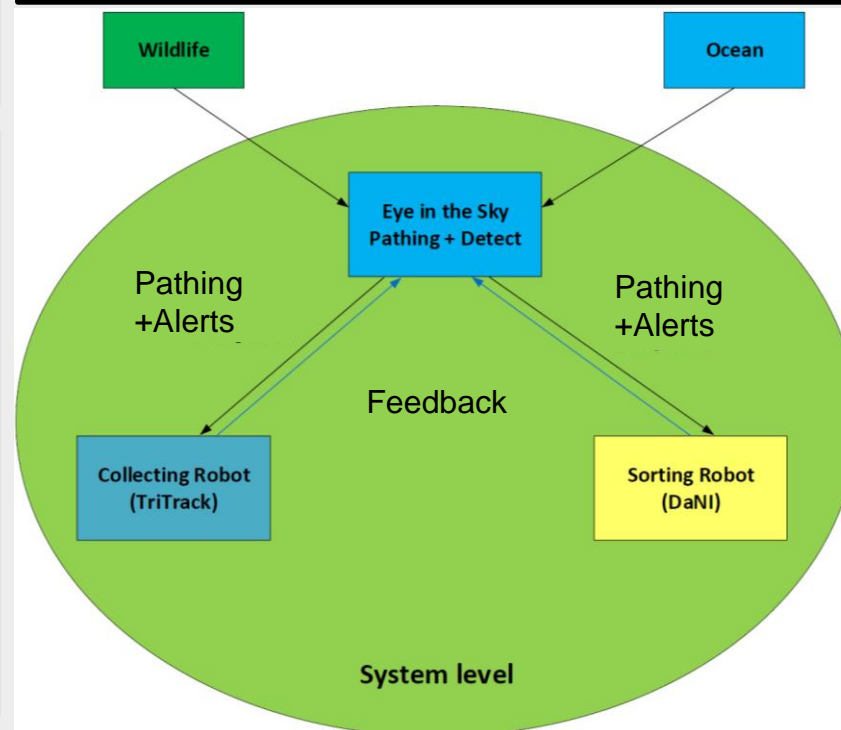 Wildlife
Ocean
Eye in the Sky
Pathing + Detect
Pathing
+Alerts
Pathing
+Alerts
Feedback
Collecting Robot
(TriTrack)
Sorting Robot
(DaNI)
System level